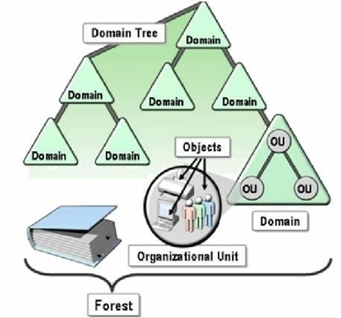 Domain Tree
Domain
Domain
Domain
Domain
Domain
Domain
Objects
OU
OU
OU
Domain
Organizational Unit
Forest